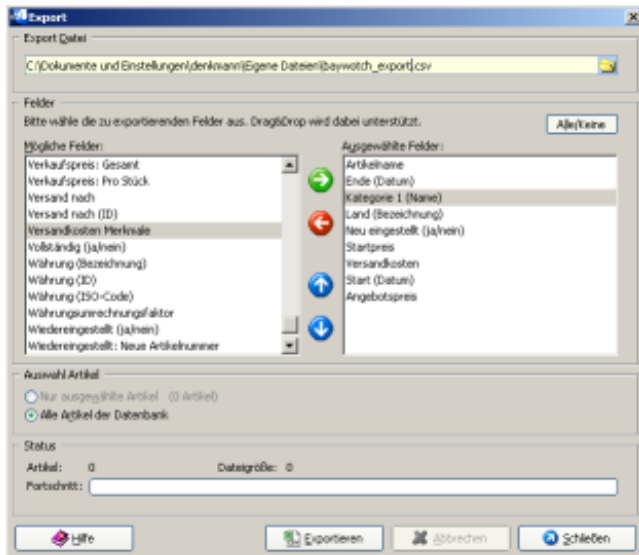 Export
Export Datei
C:\Dokumente und Einstellungen\denkmann\Eigene Dateien\baywotch_export.csv
Felder
Bitte wähle die zu exportierenden Felder aus. Drag&Drop wird dabei unterstützt.
Alle/Keine
Mögliche Felder:
Verkaufspreis: Gesamt
Verkaufspreis: Pro Stück
Versand nach
Versand nach (ID)
Versandkosten Merkmale
Vollständig (ja/nein)
Währung (Bezeichnung)
Währung (ID)
Währung (ISO-Code)
Währungsumrechnungsfaktor
Wiedereingestellt (ja/nein)
Wiedereingestellt: Neue Artikelnummer
Ausgewählte Felder:
Artikelname
Ende (Datum)
Kategorie 1 (Name)
Land (Bezeichnung)
Neu eingestellt (ja/nein)
Startpreis
Versandkosten
Start (Datum)
Angebotspreis
Auswahl Artikel
Nur ausgewählte Artikel (0 Artikel)
Alle Artikel der Datenbank
Status
Artikel: 0 Dateigröße: 0
Fortschritt:
Hilfe
Exportieren
Abbrechen
Schließen